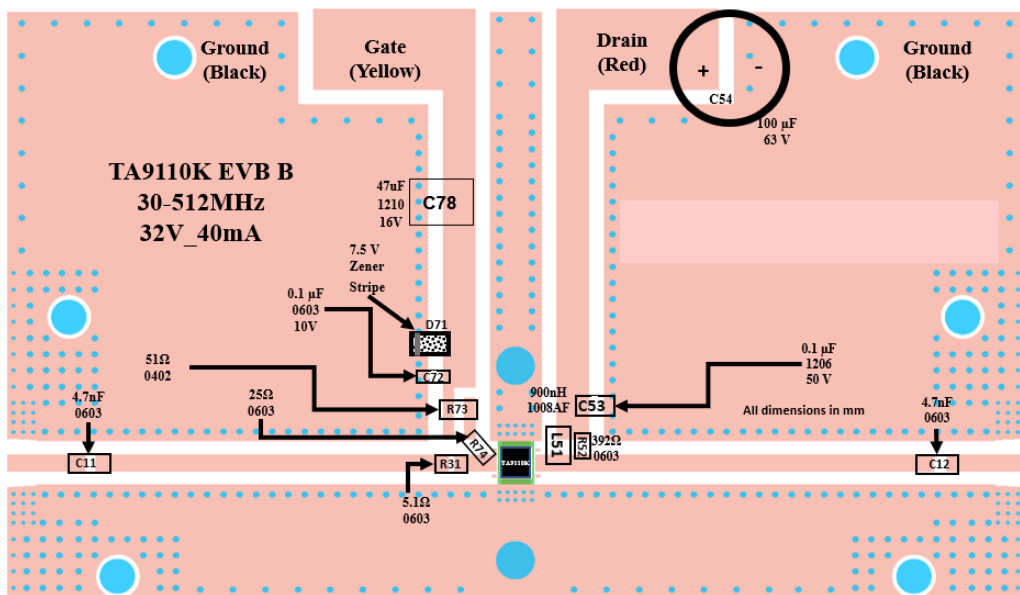 Ground
(Black)
Gate
(Yellow)
Drain
(Red)
+ -
C54
100 µF
63 V
Ground
(Black)
TA9110K EVB B
30-512MHz
32V_40mA
47uF
1210
16V
C78
7.5 V
Zener
Stripe
D71
0.1 µF
0603
10V
C72
51Ω
0402
R73
25Ω
0603
R74
4.7nF
0603
C11
R31
5.1Ω
0603
TA9110K
900nH
1008AF
L51
C53
0.1 µF
1206
50 V
R52
392Ω
0603
All dimensions in mm
4.7nF
0603
C12